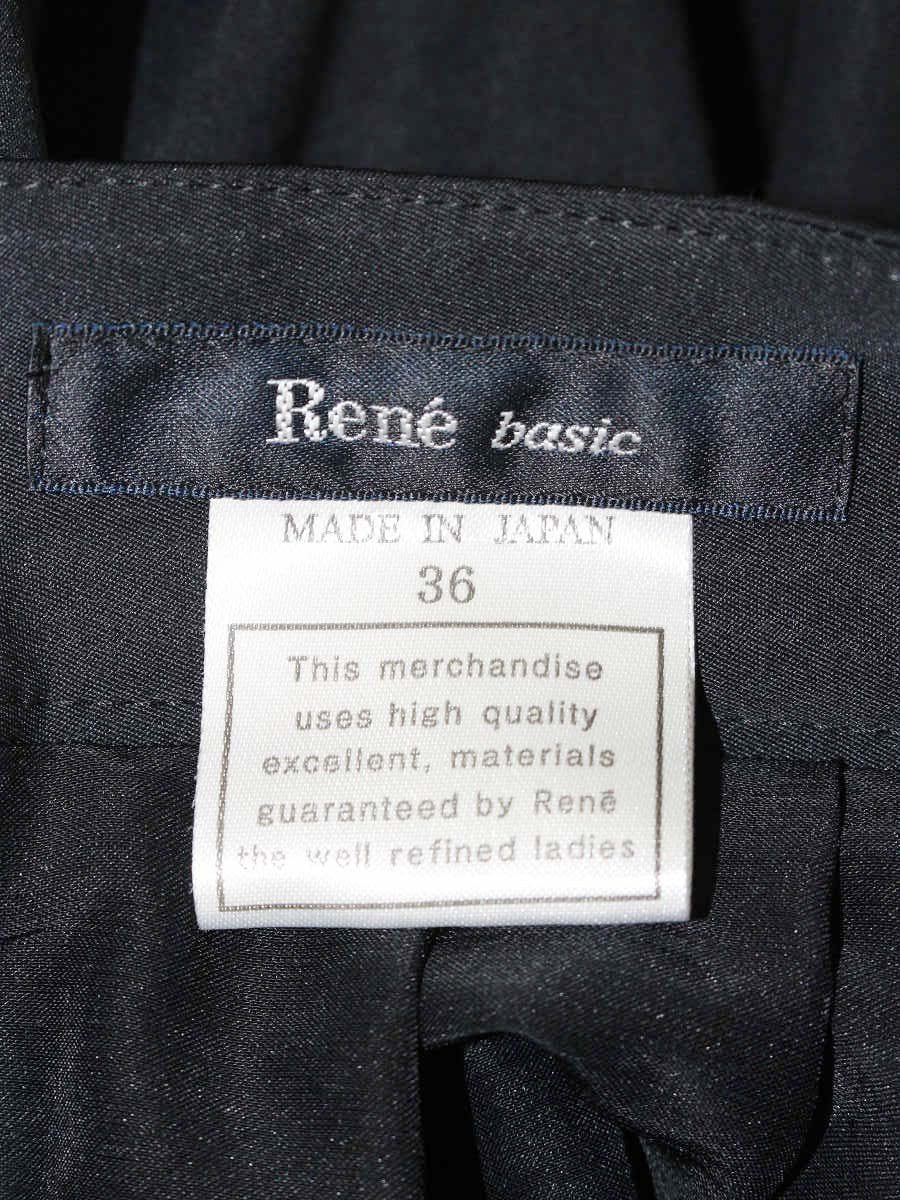 René basic
MADE IN JAPAN
36
This merchandise
uses high quality
excellent, materials
guaranteed by René
the well refined ladies